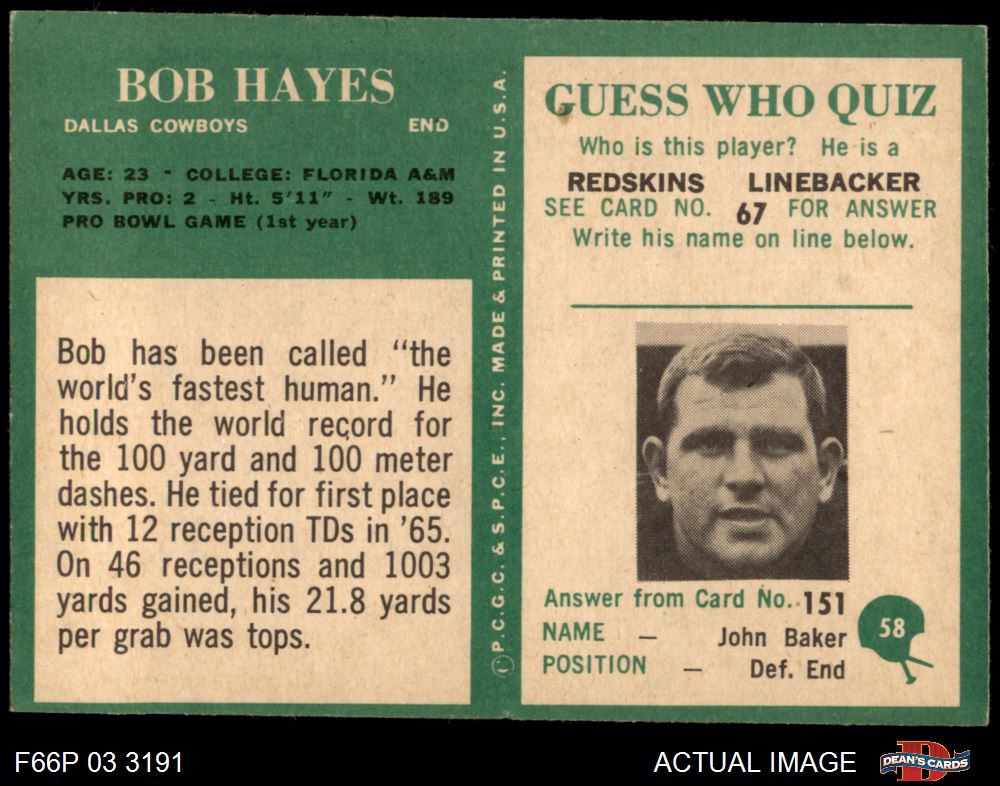 BOB HAYES
DALLAS COWBOYS END
AGE: 23 - COLLEGE: FLORIDA A&M
YRS. PRO: 2 - Ht. 5'11" - Wt. 189
PRO BOWL GAME (1st year)
Bob has been called “the
world's fastest human.” He
holds the world record for
the 100 yard and 100 meter
dashes. He tied for first place
with 12 reception TDs in '65.
On 46 receptions and 1003
yards gained, his 21.8 yards
per grab was tops.
© P.C.G.C. & S.P.C.E., INC. MADE & PRINTED IN U.S.A.
GUESS WHO QUIZ
Who is this player? He is a
REDSKINS LINEBACKER
SEE CARD NO. 67 FOR ANSWER
Write his name on line below.
Answer from Card No. 151
NAME — John Baker
POSITION — Def. End
58
F66P 03 3191
ACTUAL IMAGE
D
DEAN'S CARDS